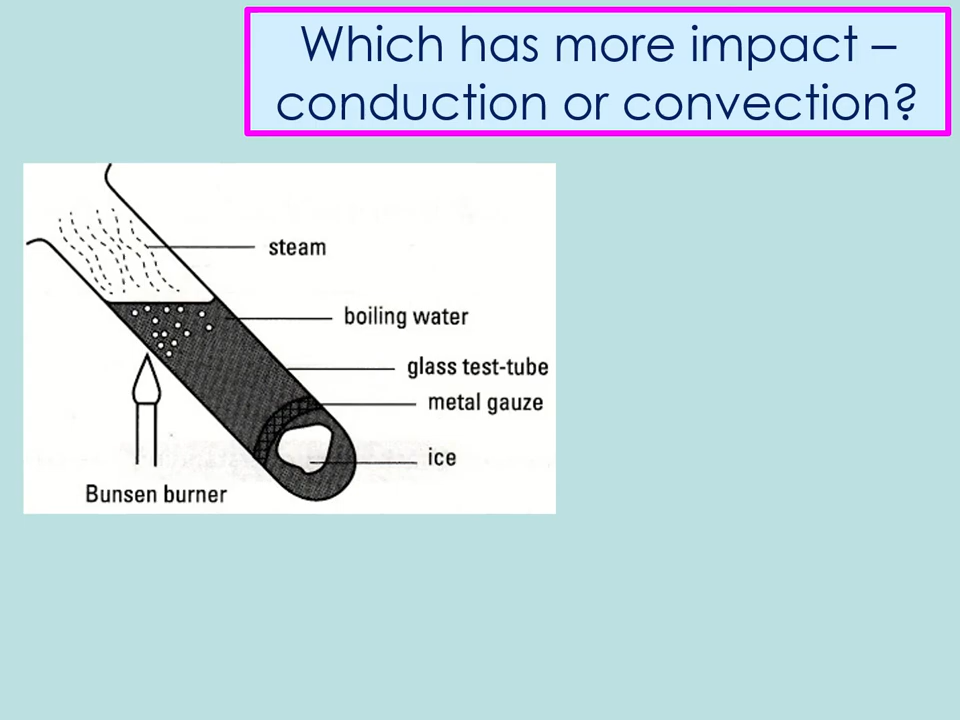 Which has more impact –
conduction or convection?
steam
boiling water
glass test-tube
metal gauze
ice
Bunsen burner